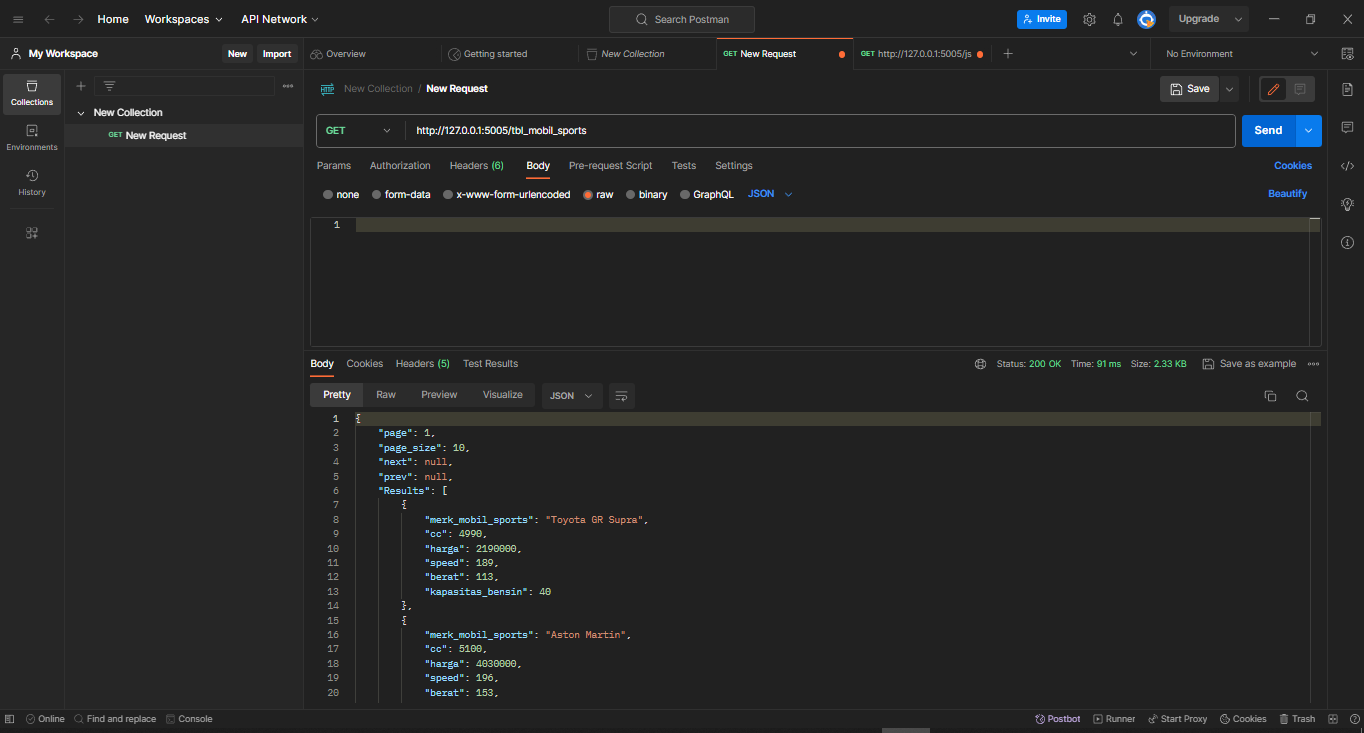 Home Workspaces API Network Search Postman Invite Upgrade
My Workspace New Import Overview Getting started New Collection GET New Request GET http://127.0.0.1:5005/js No Environment
Collections
Environments
History
New Collection
GET New Request
HTTP New Collection / New Request Save
GET http://127.0.0.1:5005/tbl_mobil_sports Send
Params Authorization Headers (6) Body Pre-request Script Tests Settings Cookies
none form-data x-www-form-urlencoded raw binary GraphQL JSON Beautify
1
Body Cookies Headers (5) Test Results Status: 200 OK Time: 91 ms Size: 2.33 KB Save as example
Pretty Raw Preview Visualize JSON
1 {
2 "page": 1,
3 "page_size": 10,
4 "next": null,
5 "prev": null,
6 "Results": [
7 {
8 "merk_mobil_sports": "Toyota GR Supra",
9 "cc": 4990,
10 "harga": 2190000,
11 "speed": 189,
12 "berat": 113,
13 "kapasitas_bensin": 40
14 },
15 {
16 "merk_mobil_sports": "Aston Martin",
17 "cc": 5100,
18 "harga": 4030000,
19 "speed": 196,
20 "berat": 153,
Online Find and replace Console Postbot Runner Start Proxy Cookies Trash